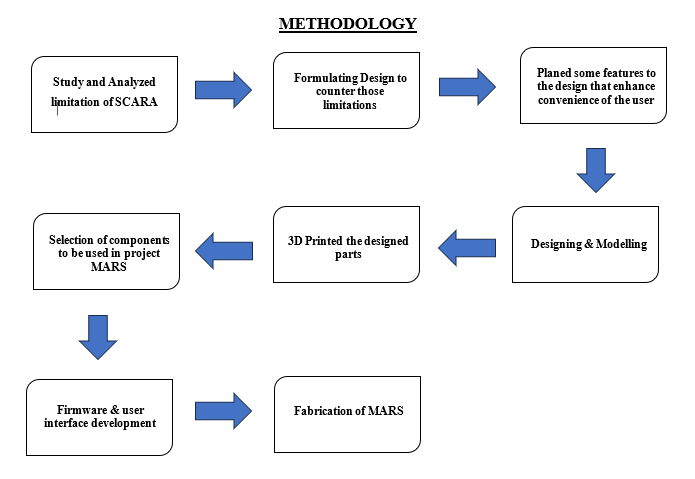 METHODOLOGY
Study and Analyzed
limitation of SCARA
Formulating Design to
counter those
limitations
Planed some features to
the design that enhance
convenience of the user
Designing & Modelling
3D Printed the designed
parts
Selection of components
to be used in project
MARS
Firmware & user
interface development
Fabrication of MARS